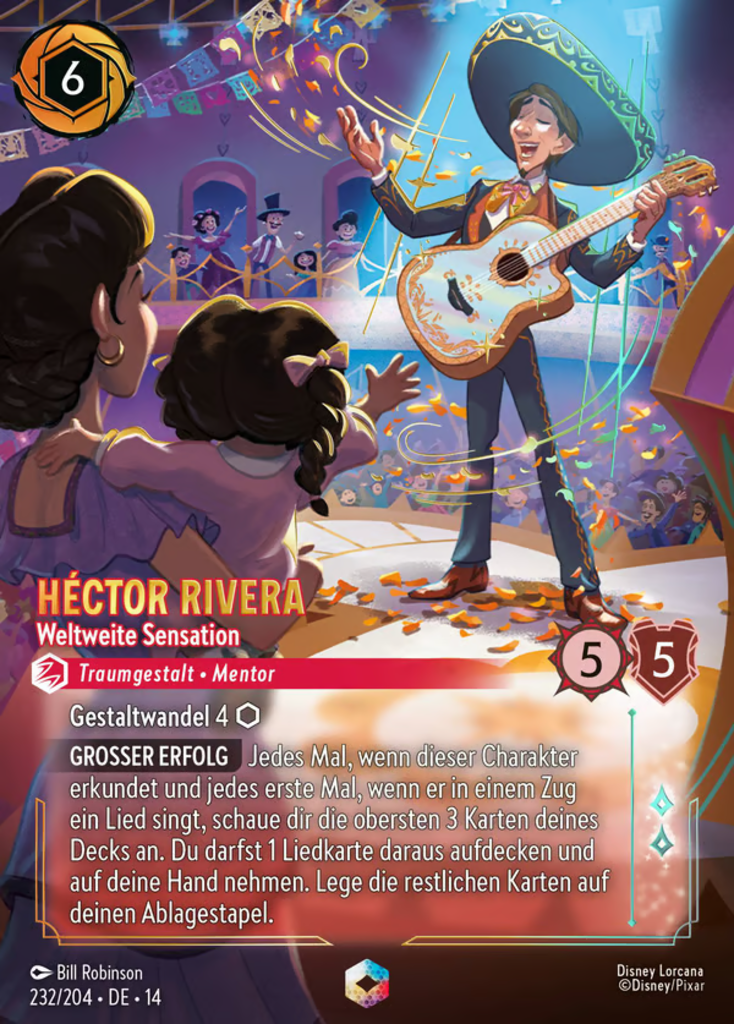 6
HÉCTOR RIVERA
Weltweite Sensation
Traumgestalt • Mentor
5 5
Gestaltwandel 4
GROSSER ERFOLG Jedes Mal, wenn dieser Charakter
erkundet und jedes erste Mal, wenn er in einem Zug
ein Lied singt, schaue dir die obersten 3 Karten deines
Decks an. Du darfst 1 Liedkarte daraus aufdecken und
auf deine Hand nehmen. Lege die restlichen Karten auf
deinen Ablagestapel.
Bill Robinson
232/204 • DE • 14
Disney Lorcana
©Disney/Pixar